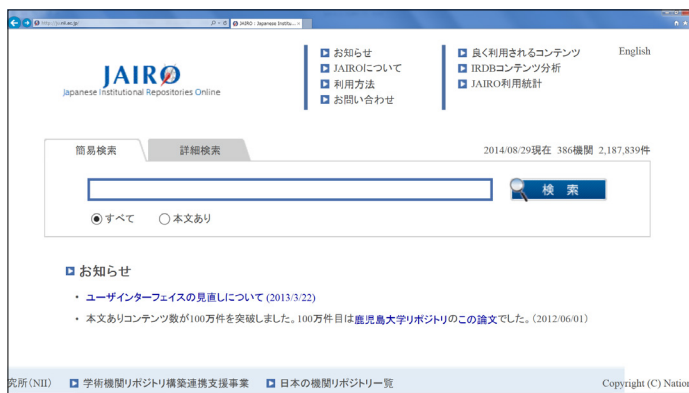 JAIRO : Japanese Institu...
お知らせ
JAIROについて
利用方法
お問い合わせ
良く利用されるコンテンツ
IRDBコンテンツ分析
JAIRO利用統計
English
JAIRO
Japanese Institutional Repositories Online
簡易検索 詳細検索
2014/08/29現在 386機関 2,187,839件
検 索
すべて 本文あり
お知らせ
・ ユーザインターフェイスの見直しについて (2013/3/22)
・ 本文ありコンテンツ数が100万件を突破しました。100万件目は鹿児島大学リポジトリのこの論文でした。(2012/06/01)
究所(NII) 学術機関リポジトリ構築連携支援事業 日本の機関リポジトリ一覧 Copyright (C) Nation